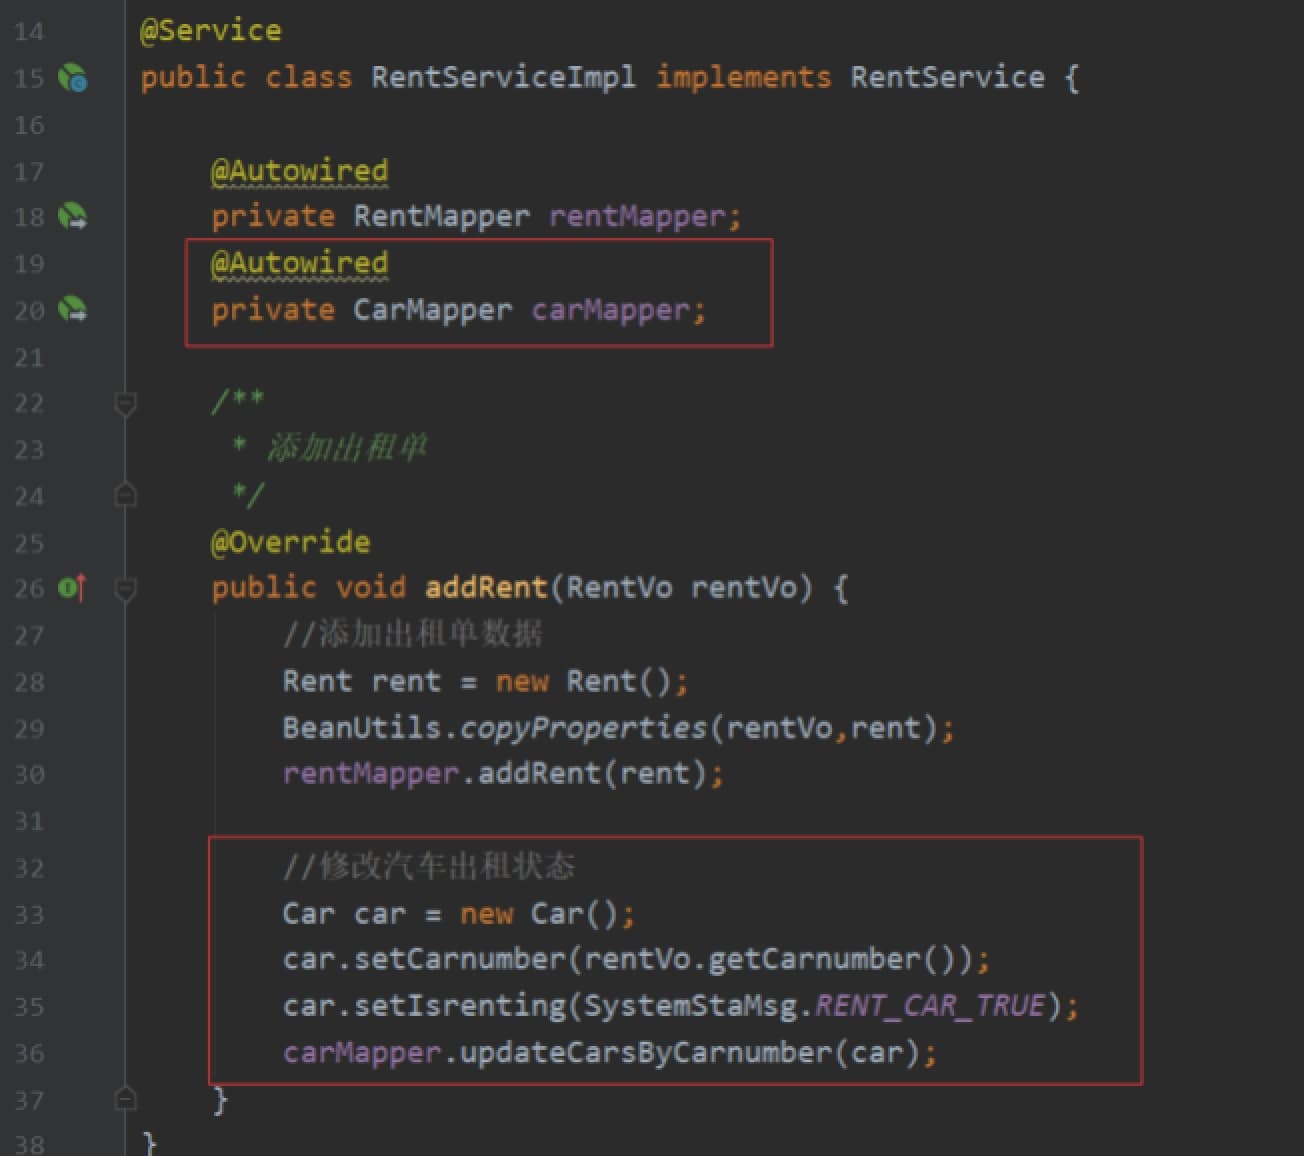 14 @Service
15 public class RentServiceImpl implements RentService {
16
17 @Autowired
18 private RentMapper rentMapper;
19 @Autowired
20 private CarMapper carMapper;
21
22 /**
23 * 添加出租单
24 */
25 @Override
26 public void addRent(RentVo rentVo) {
27 //添加出租单数据
28 Rent rent = new Rent();
29 BeanUtils.copyProperties(rentVo,rent);
30 rentMapper.addRent(rent);
31
32 //修改汽车出租状态
33 Car car = new Car();
34 car.setCarnumber(rentVo.getCarnumber());
35 car.setIsrenting(SystemStaMsg.RENT_CAR_TRUE);
36 carMapper.updateCarsByCarnumber(car);
37 }
38 }